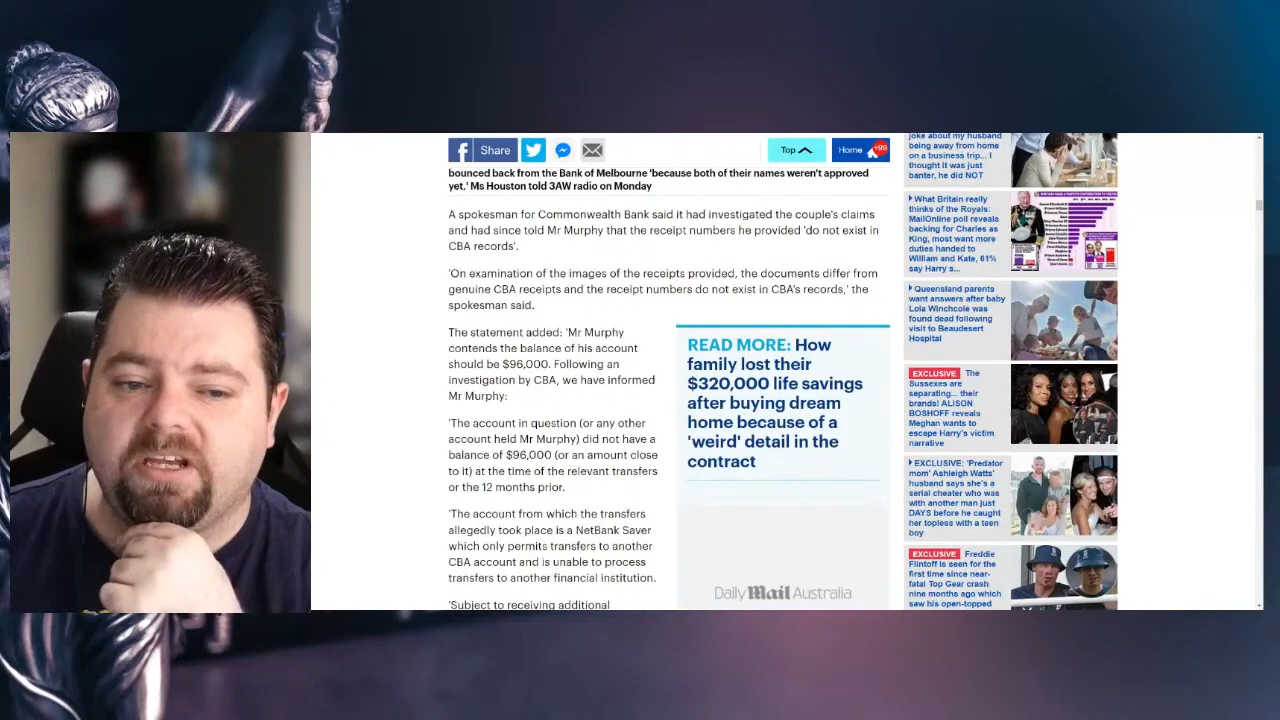 Share
Top
Home
+99
bounced back from the Bank of Melbourne 'because both of their names weren't approved
yet,' Ms Houston told 3AW radio on Monday
A spokesman for Commonwealth Bank said it had investigated the couple's claims
and had since told Mr Murphy that the receipt numbers he provided 'do not exist in
CBA records'.
'On examination of the images of the receipts provided, the documents differ from
genuine CBA receipts and the receipt numbers do not exist in CBA's records,' the
spokesman said.
The statement added: 'Mr Murphy
contends the balance of his account
should be $96,000. Following an
investigation by CBA, we have informed
Mr Murphy:
'The account in question (or any other
account held Mr Murphy) did not have a
balance of $96,000 (or an amount close
to it) at the time of the relevant transfers
or the 12 months prior.
'The account from which the transfers
allegedly took place is a NetBank Saver
which only permits transfers to another
CBA account and is unable to process
transfers to another financial institution.
'Subject to receiving additional
READ MORE: How
family lost their
$320,000 life savings
after buying dream
home because of a
'weird' detail in the
contract
Daily Mail Australia
joke about my husband
being away from home
on a business trip... I
thought it was just
banter, he did NOT
What Britain really
thinks of the Royals:
MailOnline poll reveals
backing for Charles as
King, most want more
duties handed to
William and Kate, 61%
say Harry s...
Queensland parents
want answers after baby
Lola Winchcole was
found dead following
visit to Beaudesert
Hospital
EXCLUSIVE The
Sussexes are
separating... their
brands! ALISON
BOSHOFF reveals
Meghan wants to
escape Harry's victim
narrative
EXCLUSIVE: 'Predator
mom' Ashleigh Watts'
husband says she's a
serial cheater who was
with another man just
DAYS before he caught
her topless with a teen
boy
EXCLUSIVE Freddie
Flintoff is seen for the
first time since near-
fatal Top Gear crash
nine months ago which
saw his open-topped